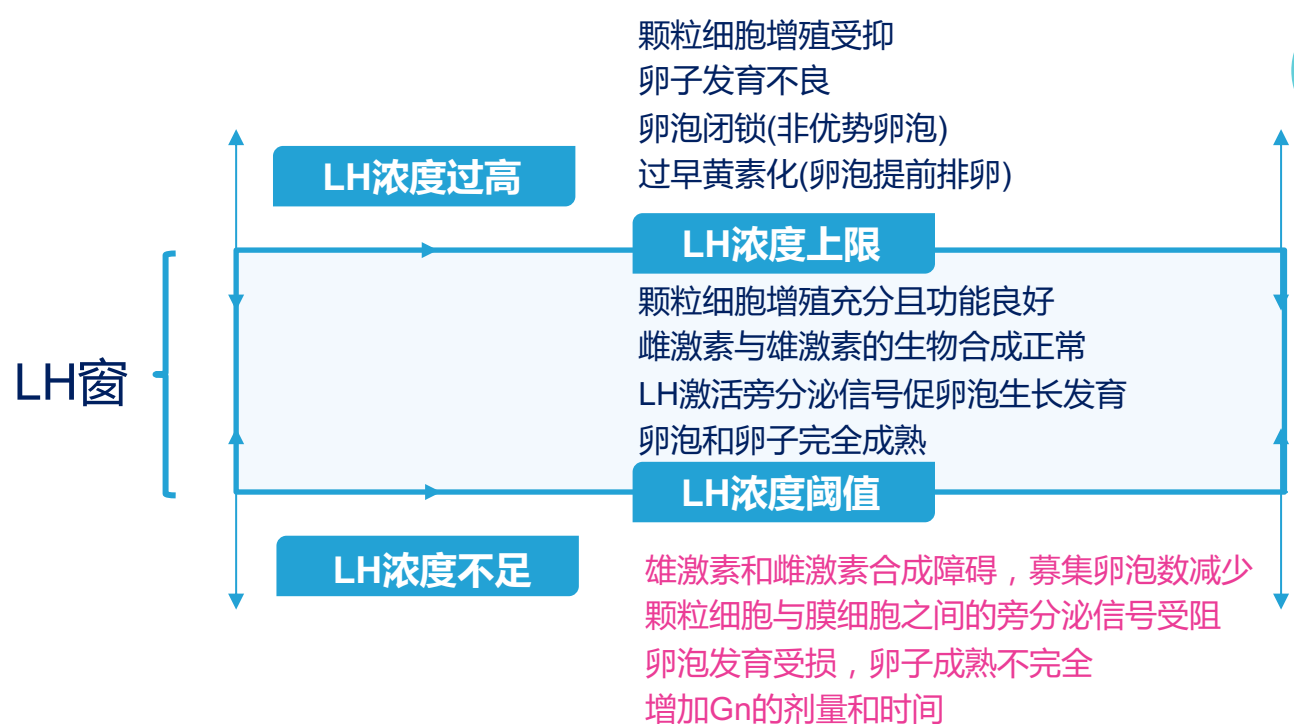 颗粒细胞增殖受抑
卵子发育不良
卵泡闭锁(非优势卵泡)
过早黄素化(卵泡提前排卵)
LH浓度过高
LH浓度上限
颗粒细胞增殖充分且功能良好
雌激素与雄激素的生物合成正常
LH激活旁分泌信号促卵泡生长发育
卵泡和卵子完全成熟
LH窗
LH浓度阈值
LH浓度不足
雄激素和雌激素合成障碍，募集卵泡数减少
颗粒细胞与膜细胞之间的旁分泌信号受阻
卵泡发育受损，卵子成熟不完全
增加Gn的剂量和时间